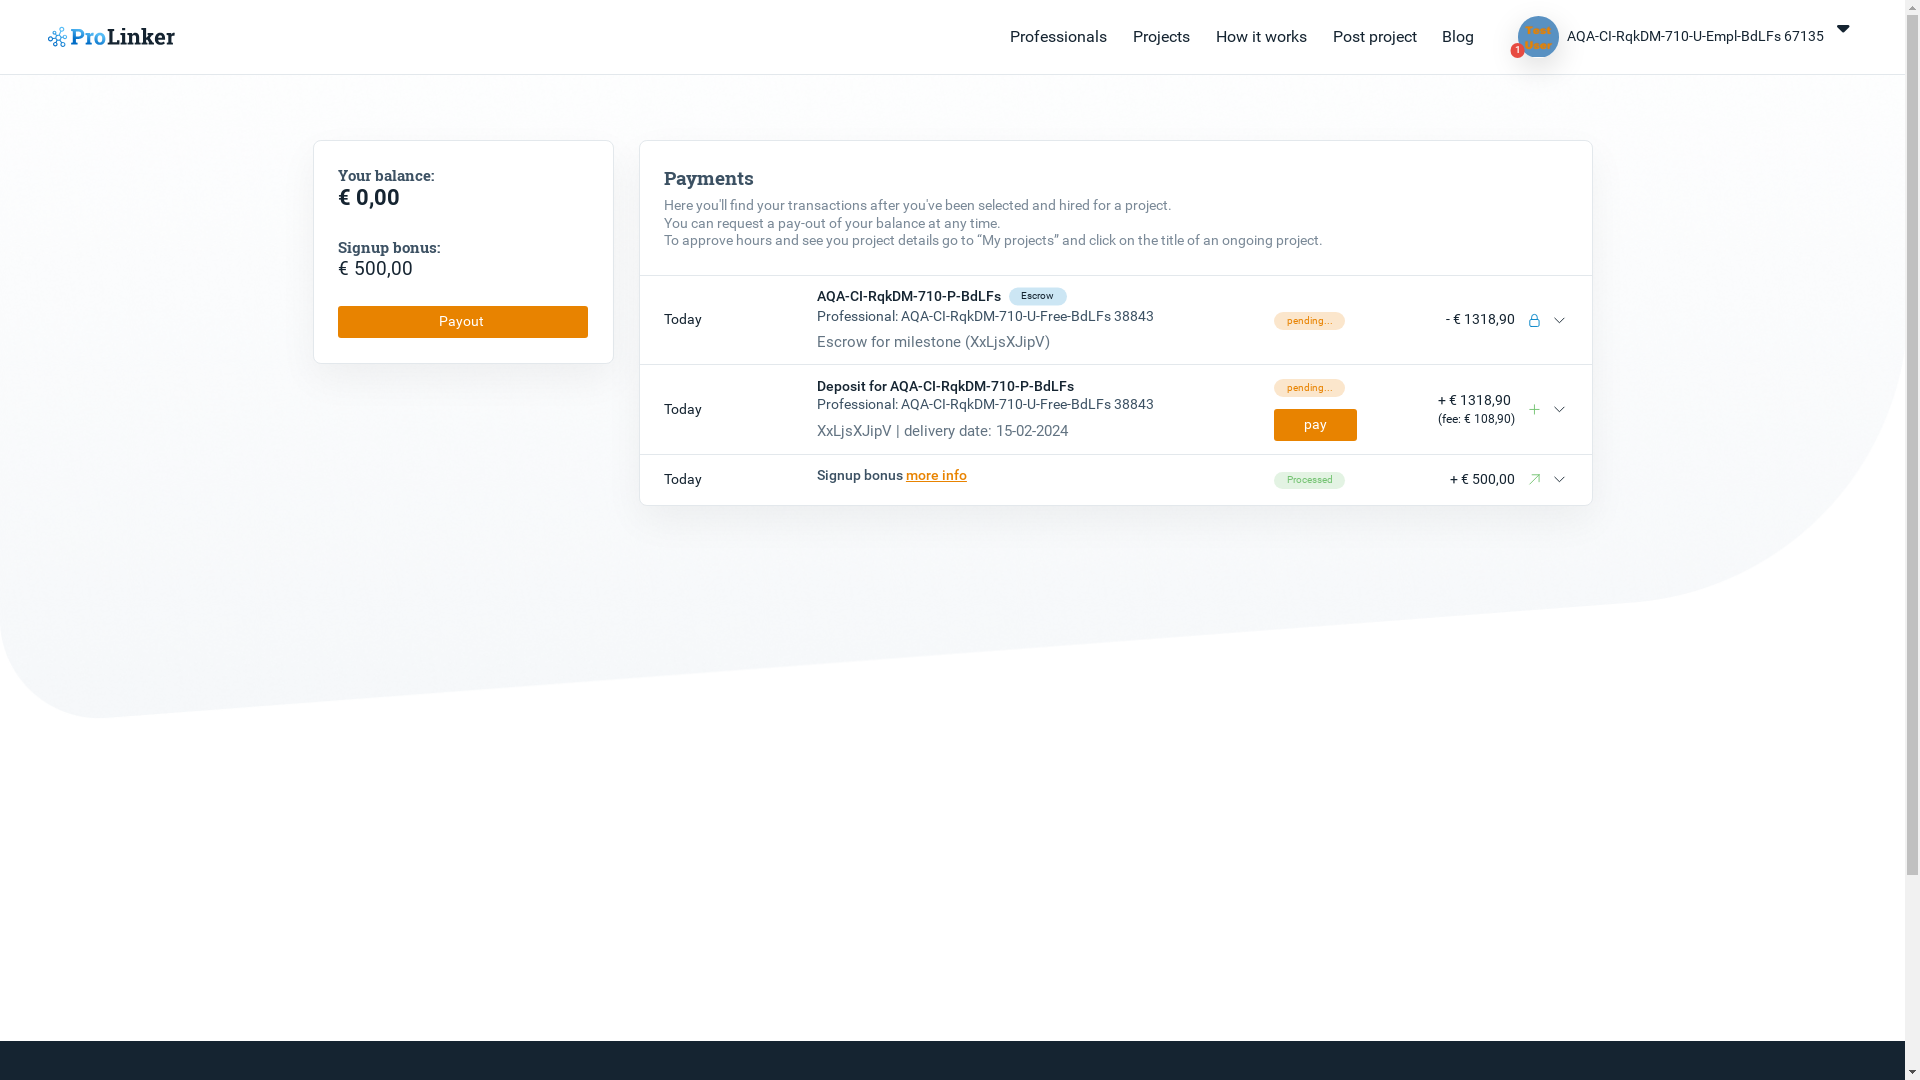 ProLinker
Professionals Projects How it works Post project Blog
Test User
1
AQA-CI-RqkDM-710-U-Empl-BdLFs 67135
Your balance:
€ 0,00
Signup bonus:
€ 500,00
Payout
Payments
Here you'll find your transactions after you've been selected and hired for a project.
You can request a pay-out of your balance at any time.
To approve hours and see you project details go to “My projects” and click on the title of an ongoing project.
Today
AQA-CI-RqkDM-710-P-BdLFs Escrow
Professional: AQA-CI-RqkDM-710-U-Free-BdLFs 38843
Escrow for milestone (XxLjsXJipV)
pending...
- € 1318,90
Today
Deposit for AQA-CI-RqkDM-710-P-BdLFs
Professional: AQA-CI-RqkDM-710-U-Free-BdLFs 38843
XxLjsXJipV | delivery date: 15-02-2024
pending...
pay
+ € 1318,90
(fee: € 108,90)
Today
Signup bonus more info
Processed
+ € 500,00